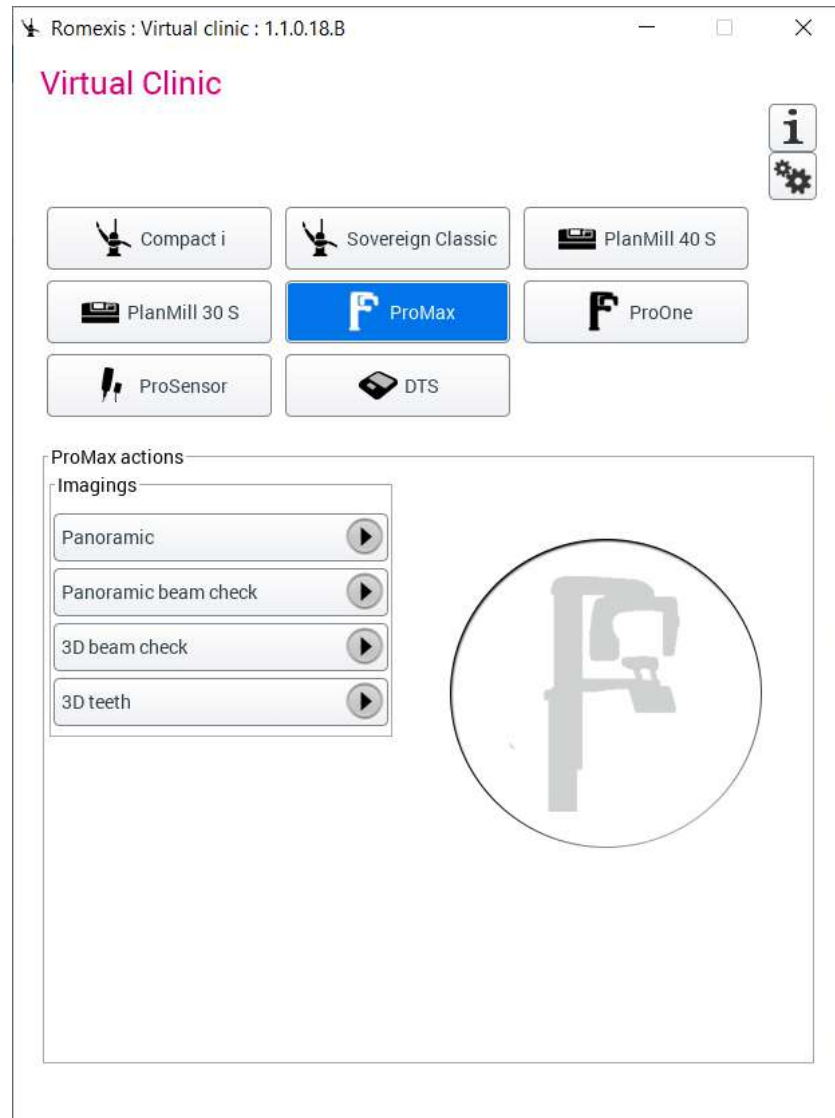 Romexis : Virtual clinic : 1.1.0.18.B
Virtual Clinic
i
Compact i
Sovereign Classic
PlanMill 40 S
PlanMill 30 S
ProMax
ProOne
ProSensor
DTS
ProMax actions
Imagings
Panoramic
Panoramic beam check
3D beam check
3D teeth